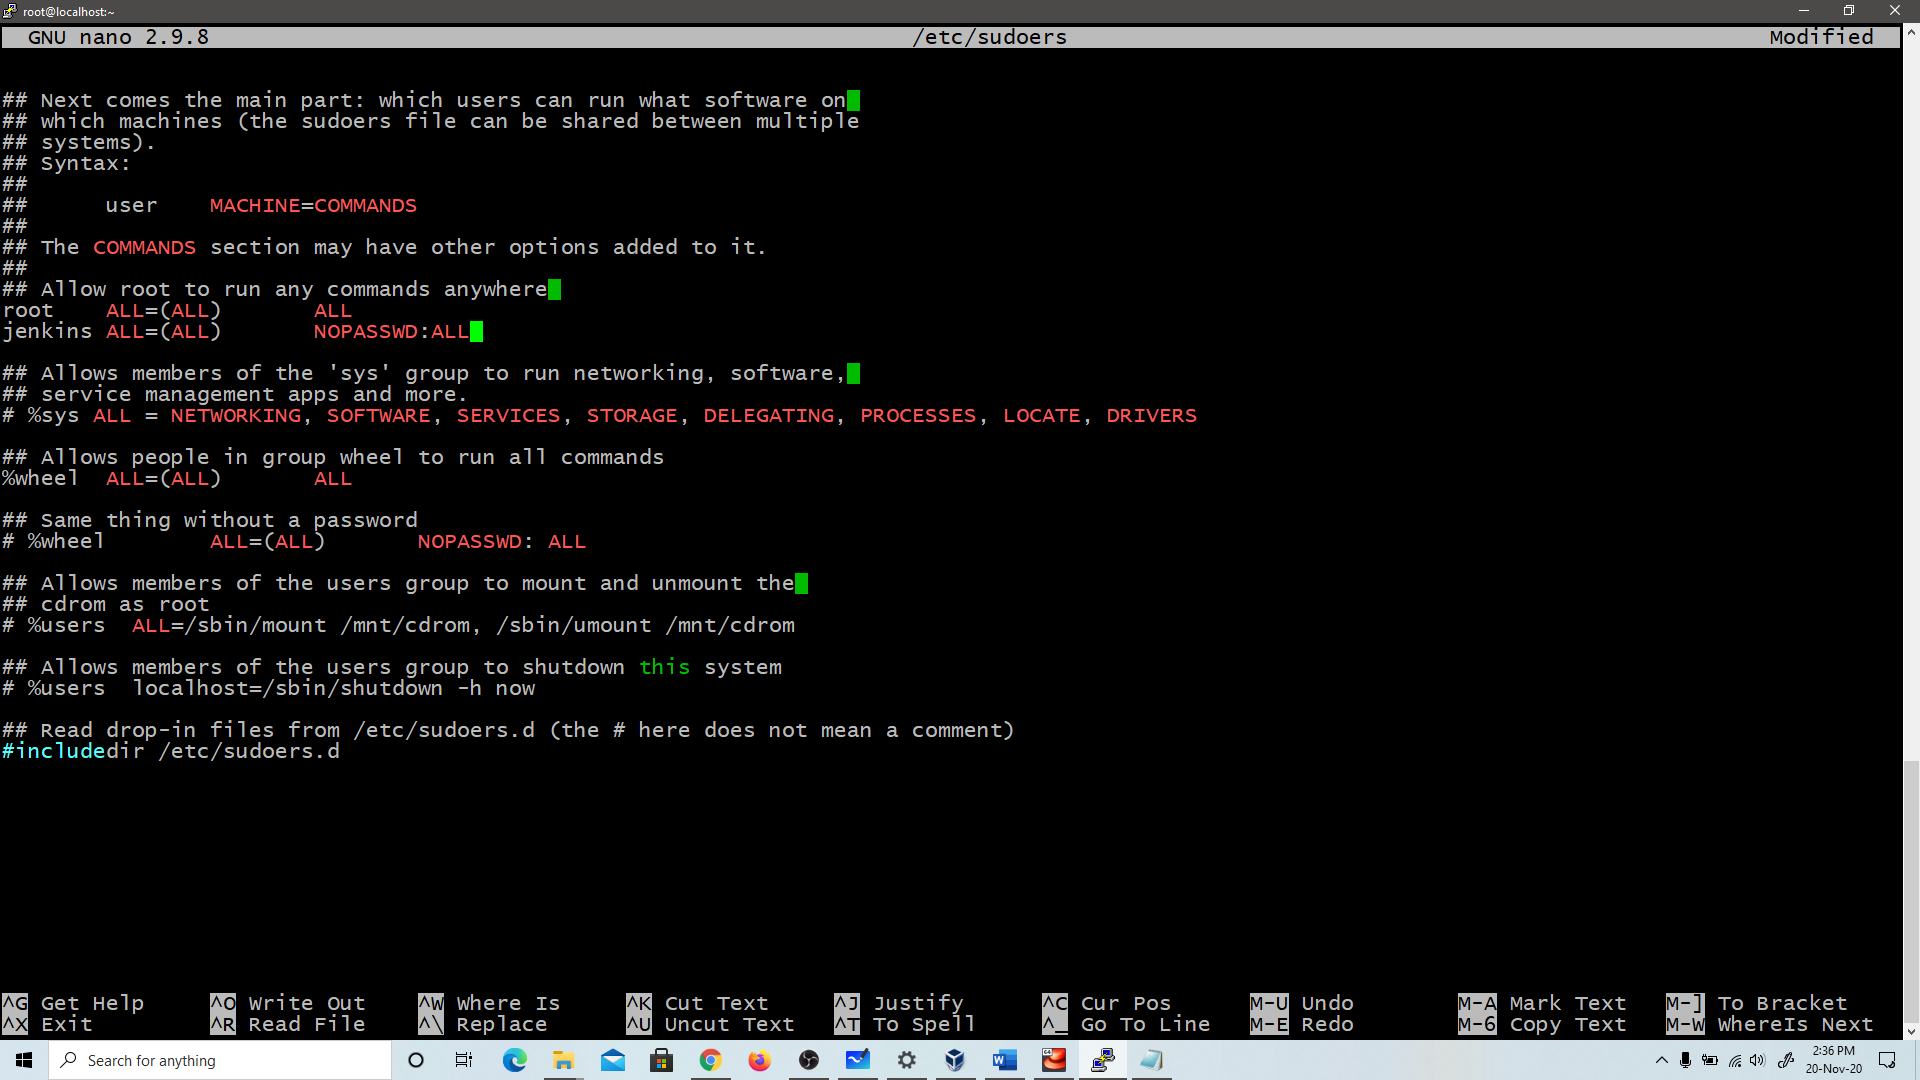 root@localhost:~
GNU nano 2.9.8 /etc/sudoers Modified
## Next comes the main part: which users can run what software on
## which machines (the sudoers file can be shared between multiple
## systems).
## Syntax:
##
## user MACHINE=COMMANDS
##
## The COMMANDS section may have other options added to it.
##
## Allow root to run any commands anywhere
root ALL=(ALL) ALL
jenkins ALL=(ALL) NOPASSWD:ALL
## Allows members of the 'sys' group to run networking, software,
## service management apps and more.
# %sys ALL = NETWORKING, SOFTWARE, SERVICES, STORAGE, DELEGATING, PROCESSES, LOCATE, DRIVERS
## Allows people in group wheel to run all commands
%wheel ALL=(ALL) ALL
## Same thing without a password
# %wheel ALL=(ALL) NOPASSWD: ALL
## Allows members of the users group to mount and unmount the
## cdrom as root
# %users ALL=/sbin/mount /mnt/cdrom, /sbin/umount /mnt/cdrom
## Allows members of the users group to shutdown this system
# %users localhost=/sbin/shutdown -h now
## Read drop-in files from /etc/sudoers.d (the # here does not mean a comment)
#includedir /etc/sudoers.d
^G Get Help ^O Write Out ^W Where Is ^K Cut Text ^J Justify ^C Cur Pos M-U Undo M-A Mark Text M-] To Bracket
^X Exit ^R Read File ^\ Replace ^U Uncut Text ^T To Spell ^_ Go To Line M-E Redo M-6 Copy Text M-W WhereIs Next
Search for anything
2:36 PM
20-Nov-20